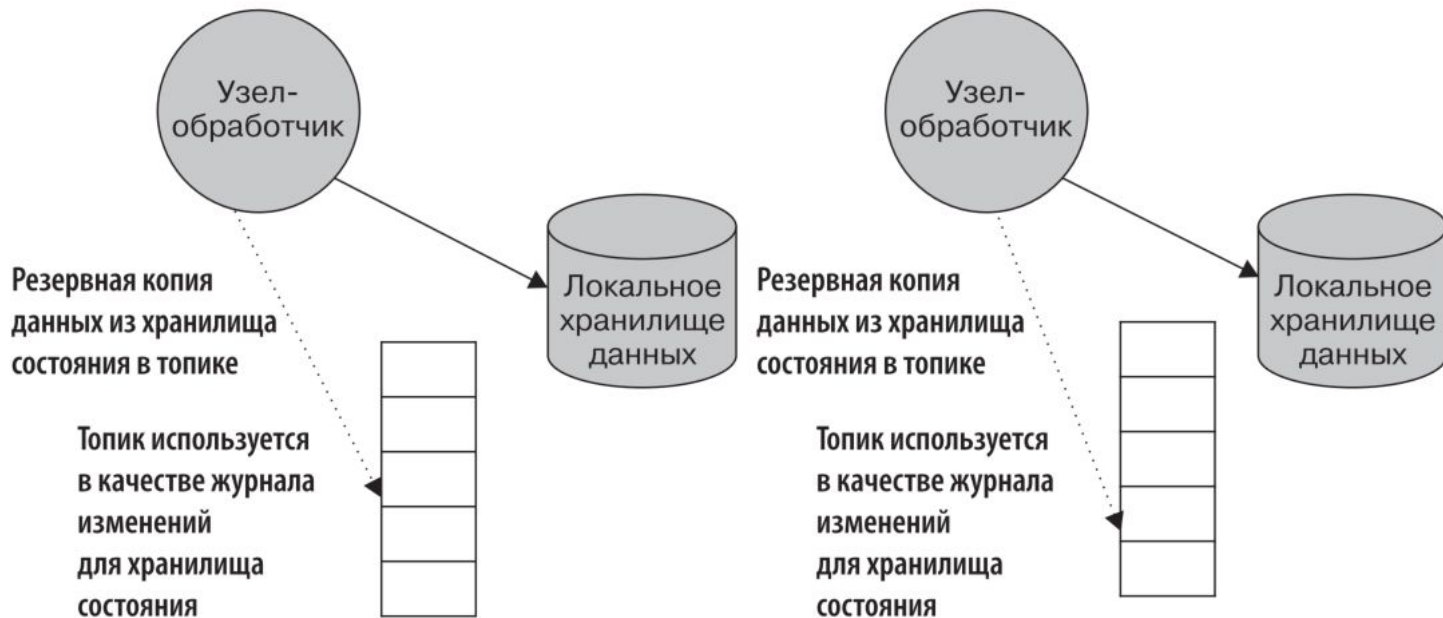 Узел-
обработчик
Локальное
хранилище
данных
Резервная копия
данных из хранилища
состояния в топике
Топик используется
в качестве журнала
изменений
для хранилища
состояния
Узел-
обработчик
Локальное
хранилище
данных
Резервная копия
данных из хранилища
состояния в топике
Топик используется
в качестве журнала
изменений
для хранилища
состояния